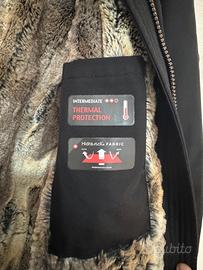 INTERMEDIATE
THERMAL
PROTECTION
FABRIC
subito